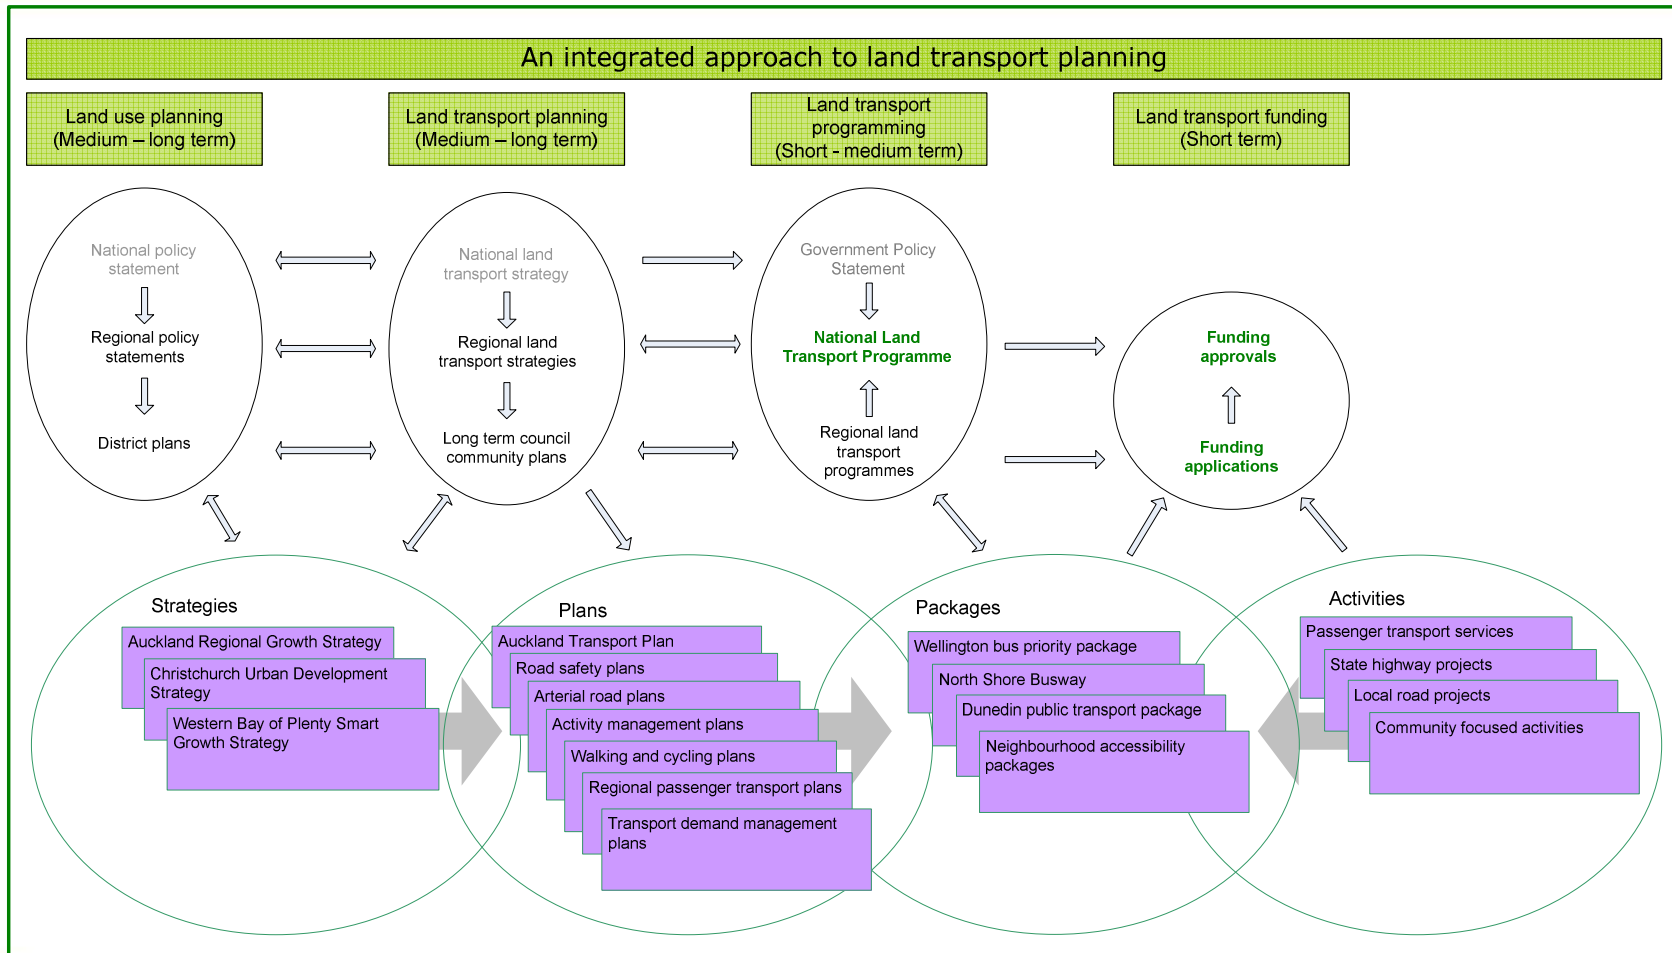 An integrated approach to land transport planning
Land use planning
(Medium – long term)
Land transport planning
(Medium – long term)
Land transport
programming
(Short - medium term)
Land transport funding
(Short term)
National policy
statement
Regional policy
statements
District plans
National land
transport strategy
Regional land
transport strategies
Long term council
community plans
Government Policy
Statement
National Land
Transport Programme
Regional land
transport
programmes
Funding
approvals
Funding
applications
Strategies
Auckland Regional Growth Strategy
Christchurch Urban Development
Strategy
Western Bay of Plenty Smart
Growth Strategy
Plans
Auckland Transport Plan
Road safety plans
Arterial road plans
Activity management plans
Walking and cycling plans
Regional passenger transport plans
Transport demand management
plans
Packages
Wellington bus priority package
North Shore Busway
Dunedin public transport package
Neighbourhood accessibility
packages
Activities
Passenger transport services
State highway projects
Local road projects
Community focused activities